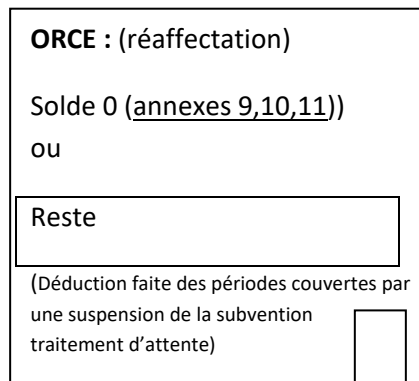 ORCE : (réaffectation)
Solde 0 (annexes 9,10,11))
ou
Reste
(Déduction faite des périodes couvertes par
une suspension de la subvention
traitement d’attente)